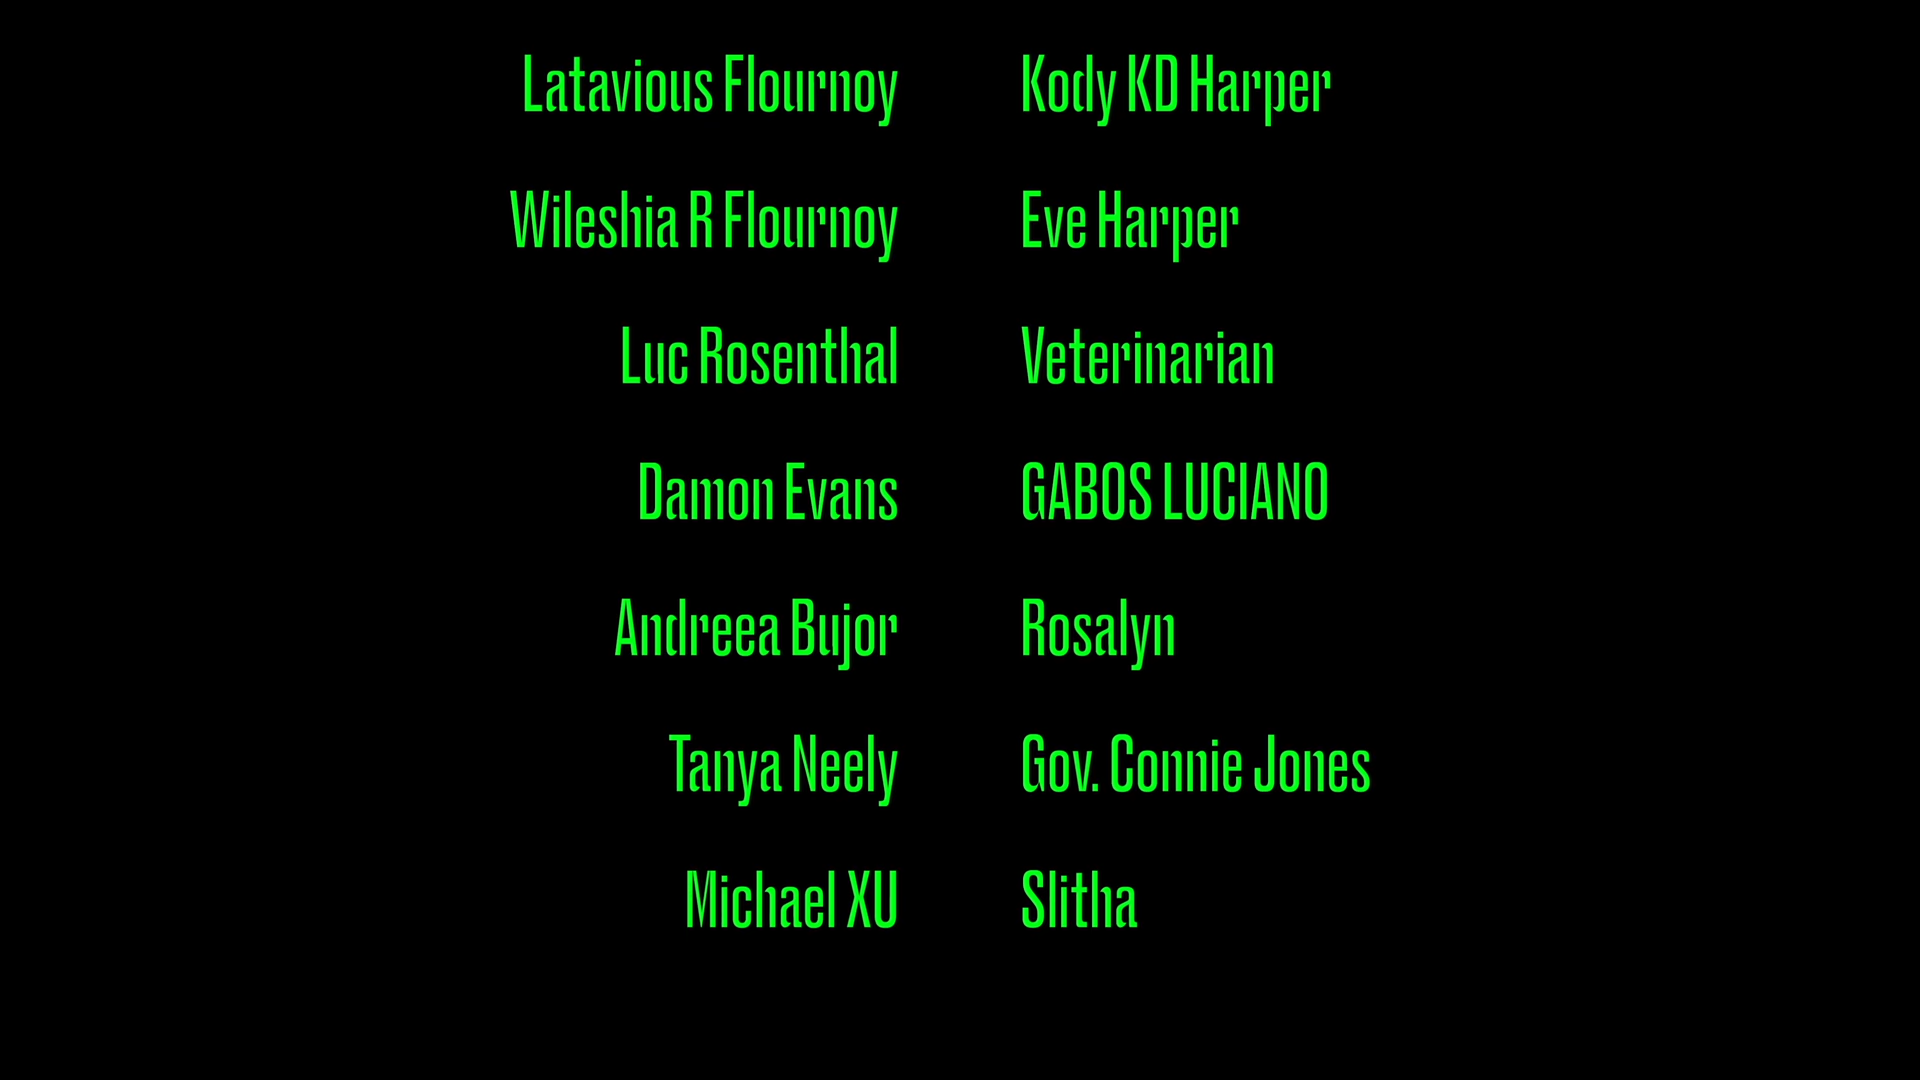 Latavious Flournoy Kody KD Harper
Wileshia R Flournoy Eve Harper
Luc Rosenthal Veterinarian
Damon Evans GABOS LUCIANO
Andreea Bujor Rosalyn
Tanya Neely Gov. Connie Jones
Michael XU Slitha